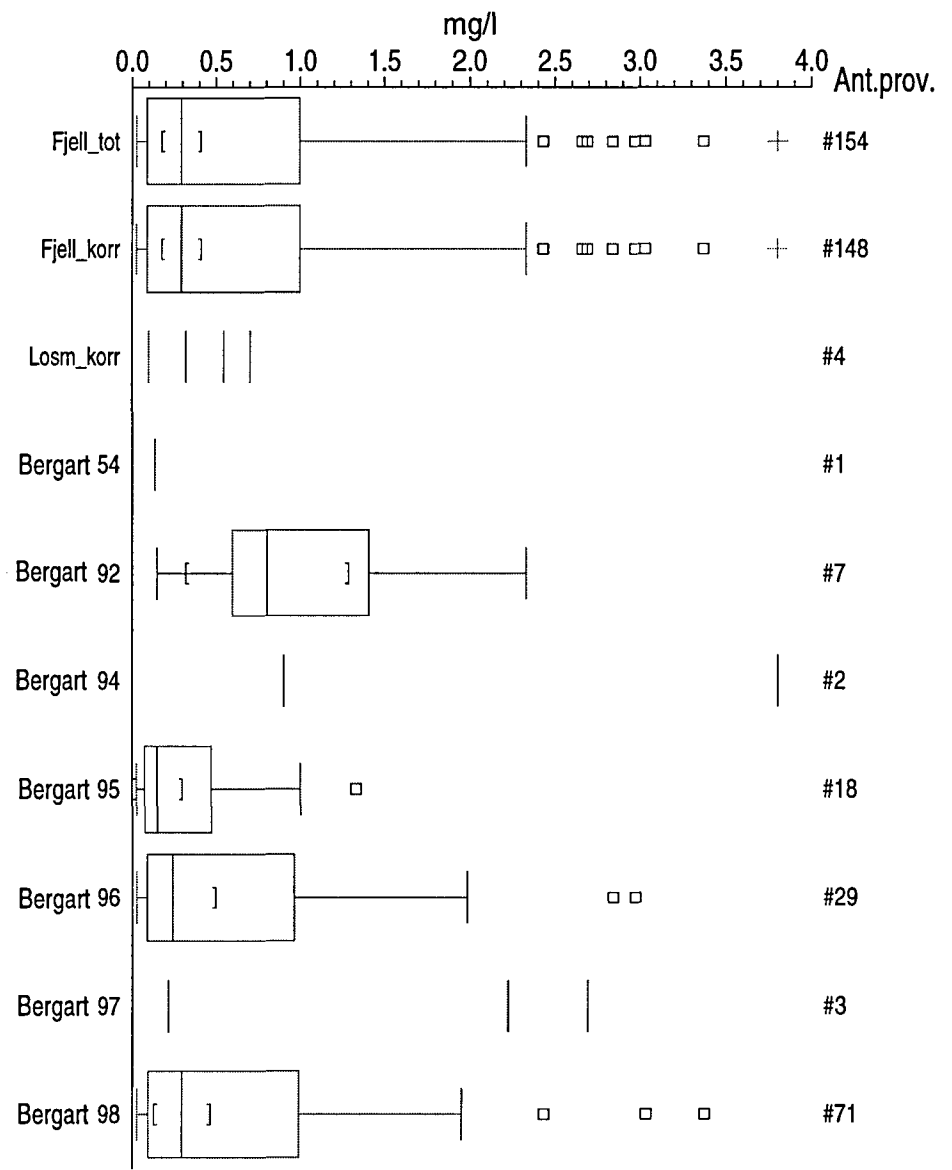 mg/l
0.0 0.5 1.0 1.5 2.0 2.5 3.0 3.5 4.0
Ant.prov.
Fjell_tot #154
Fjell_korr #148
Losm_korr #4
Bergart 54 #1
Bergart 92 #7
Bergart 94 #2
Bergart 95 #18
Bergart 96 #29
Bergart 97 #3
Bergart 98 #71